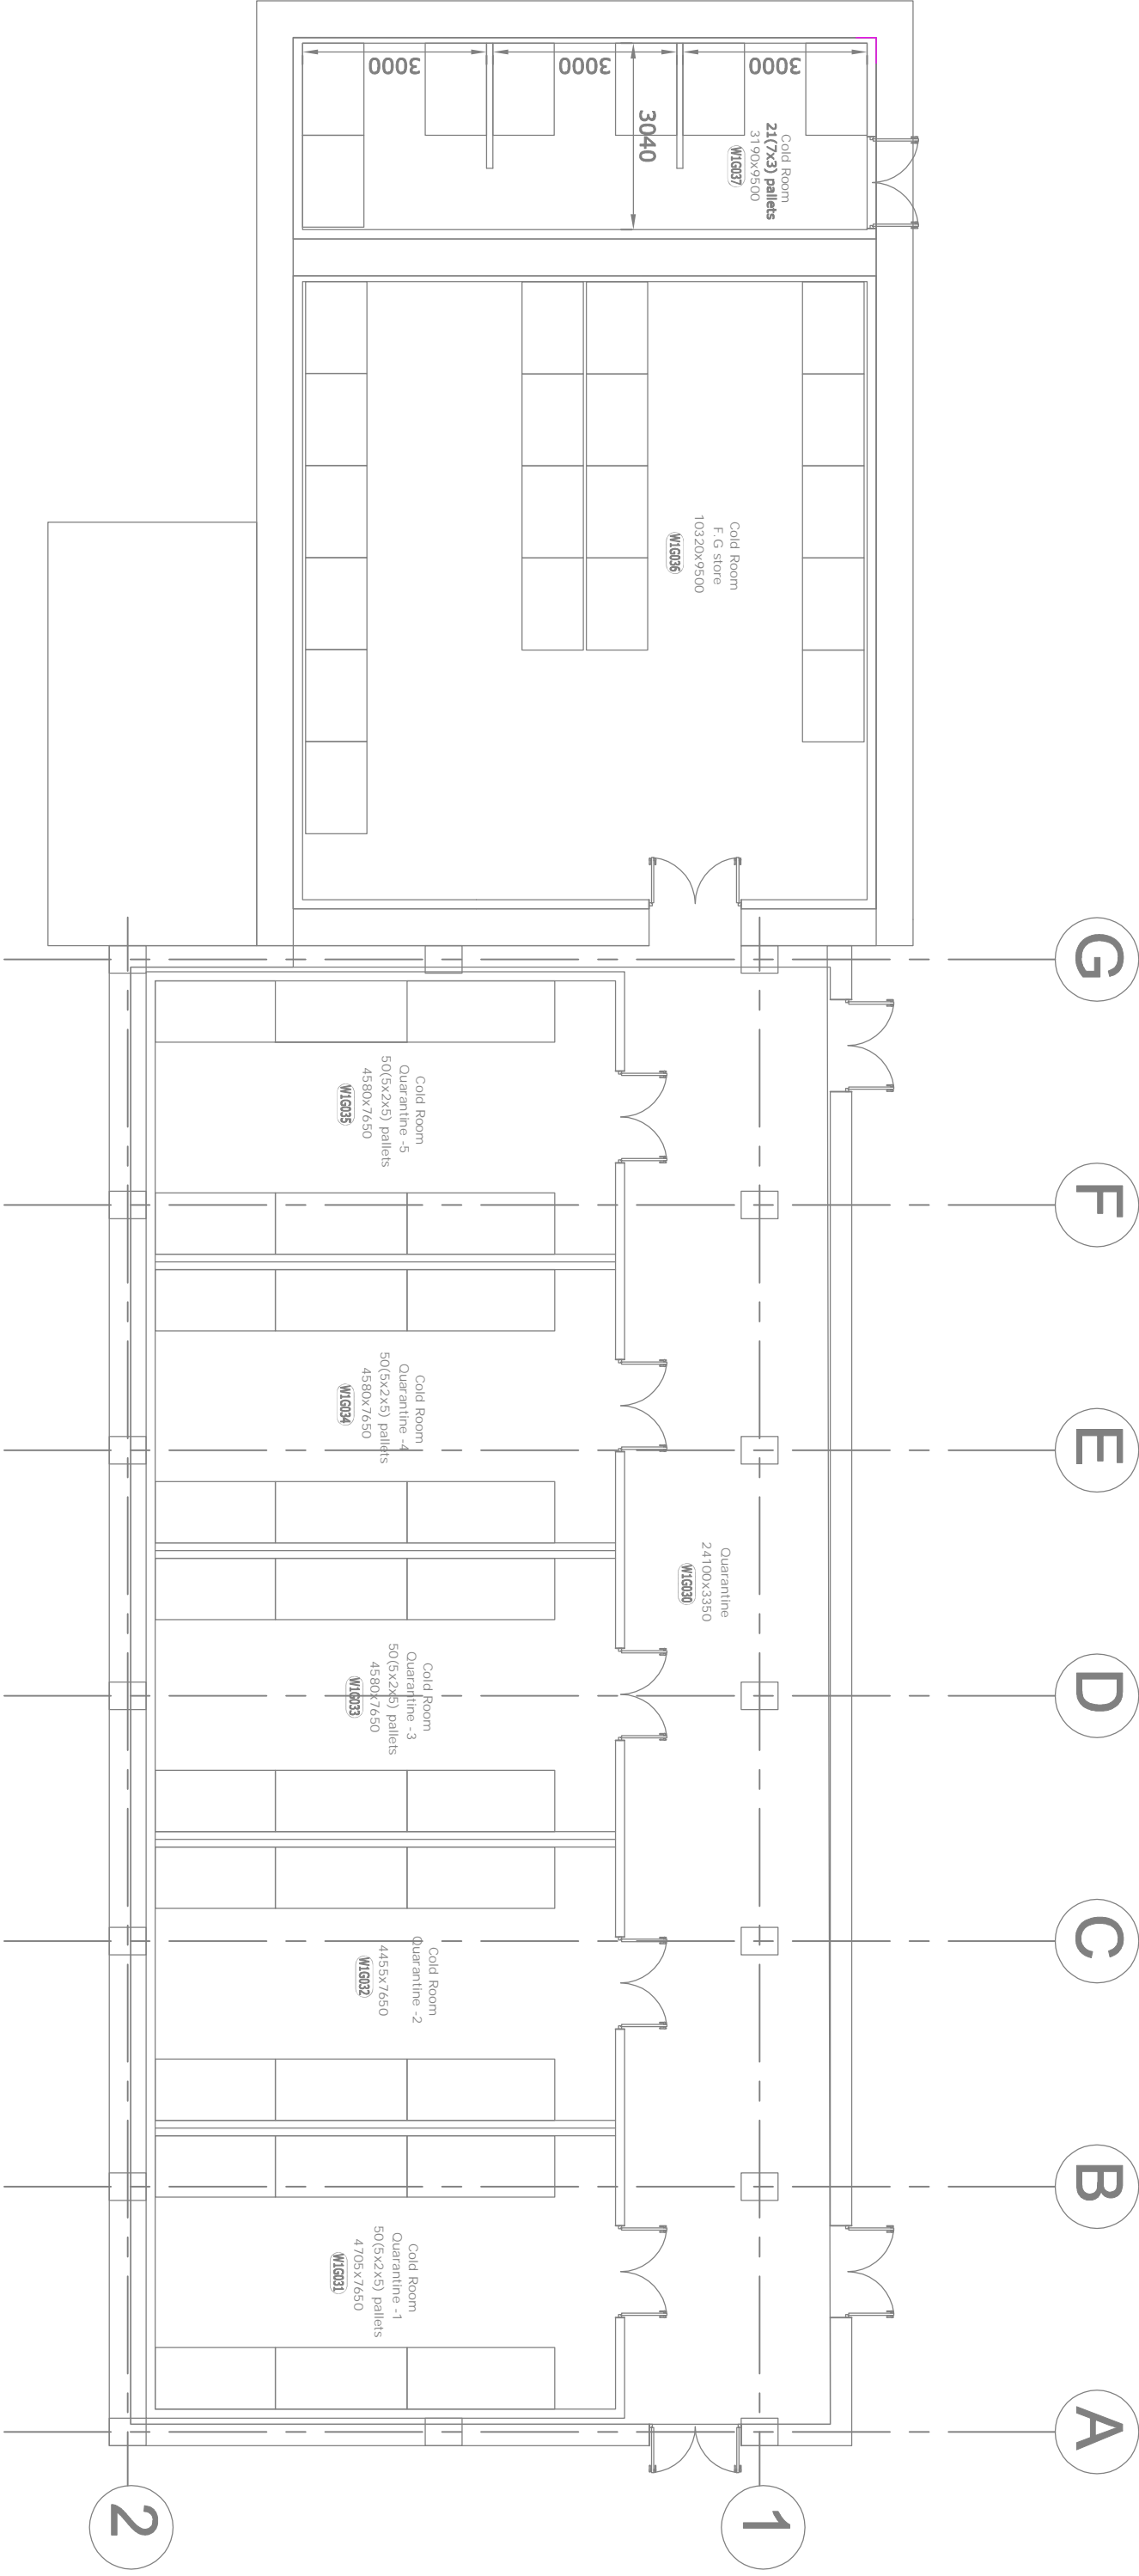 3000
3000
3000
3040
Cold Room
21(7x3) pallets
3190x9500
W1G037
Cold Room
F.G store
10320x9500
W1G036
G
Cold Room
Quarantine -5
50(5x2x5) pallets
4580x7650
W1G035
F
Cold Room
Quarantine -4
50(5x2x5) pallets
4580x7650
W1G034
E
Quarantine
24100x3350
W1G030
Cold Room
Quarantine -3
50(5x2x5) pallets
4580x7650
W1G033
D
Cold Room
Quarantine -2
4455x7650
W1G032
C
B
Cold Room
Quarantine -1
50(5x2x5) pallets
4705x7650
W1G031
A
1
2